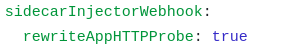 sidecarInjectorWebhook:
  rewriteAppHTTPProbe: true